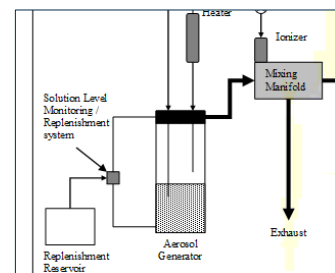 Heater
Ionizer
Mixing
Manifold
Solution Level
Monitoring /
Replenishment
system
Exhaust
Aerosol
Generator
Replenishment
Reservoir